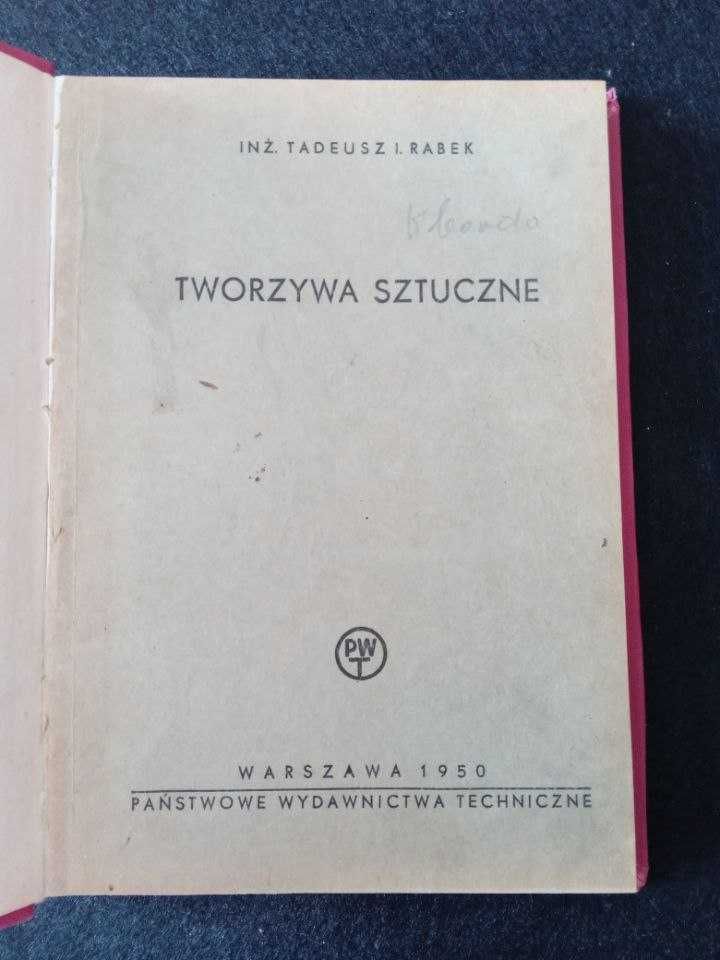 INŻ. TADEUSZ I. RABEK
TWORZYWA SZTUCZNE
PWT
WARSZAWA 1950
PAŃSTWOWE WYDAWNICTWA TECHNICZNE